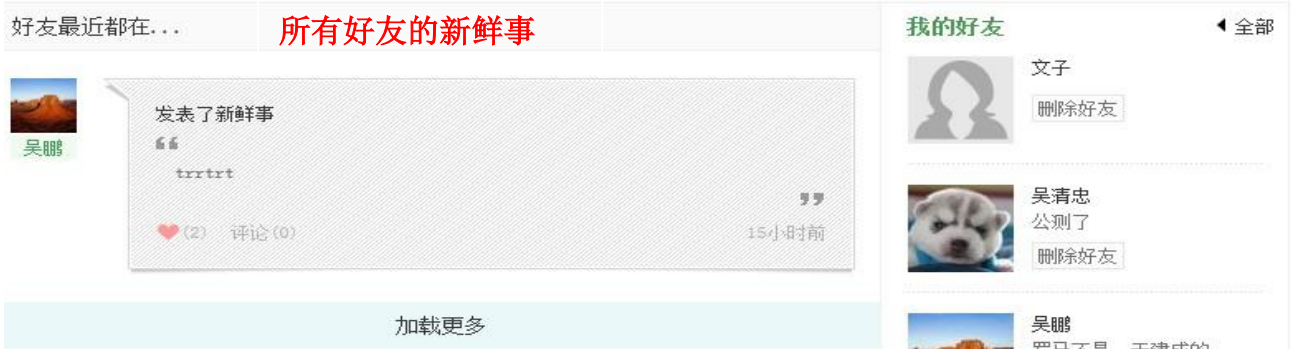 好友最近都在...
所有好友的新鲜事
吴鹏
发表了新鲜事
“
trrtrt
”
(2) 评论(0)
15小时前
加载更多
我的好友
全部
文子
删除好友
吴清忠
公测了
删除好友
吴鹏